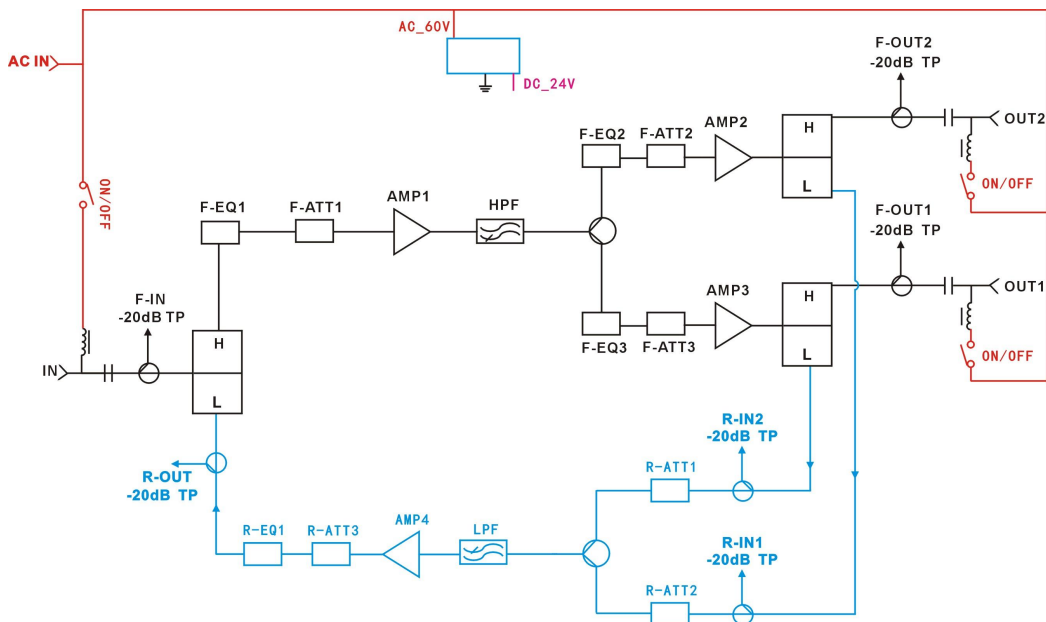 AC_60V
AC IN
DC_24V
F-OUT2
-20dB TP
OUT2
ON/OFF
F-EQ2
F-ATT2
AMP2
H
L
ON/OFF
F-EQ1
F-ATT1
AMP1
HPF
F-OUT1
-20dB TP
OUT1
ON/OFF
F-EQ3
F-ATT3
AMP3
H
L
F-IN
-20dB TP
IN
H
L
R-OUT
-20dB TP
R-IN2
-20dB TP
R-ATT1
R-EQ1
R-ATT3
AMP4
LPF
R-IN1
-20dB TP
R-ATT2